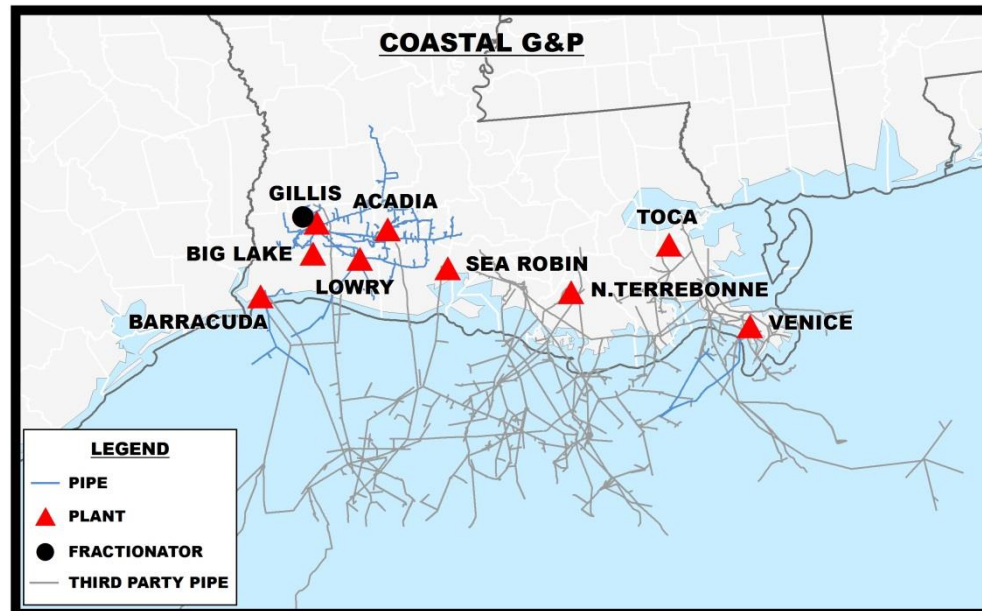 COASTAL G&P
GILLIS
ACADIA
TOCA
BIG LAKE
SEA ROBIN
LOWRY
N.TERREBONNE
BARRACUDA
VENICE
LEGEND
PIPE
PLANT
FRACTIONATOR
THIRD PARTY PIPE